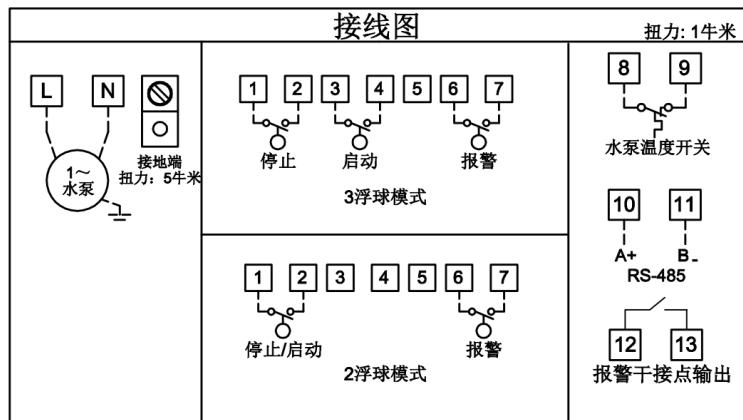 接线图
扭力: 1牛米
L N
接地端
扭力：5牛米
1～
水泵
1 2 3 4 5 6 7
停止 启动 报警
3浮球模式
1 2 3 4 5 6 7
停止/启动 报警
2浮球模式
8 9
水泵温度开关
10 11
A+ B-
RS-485
12 13
报警干接点输出